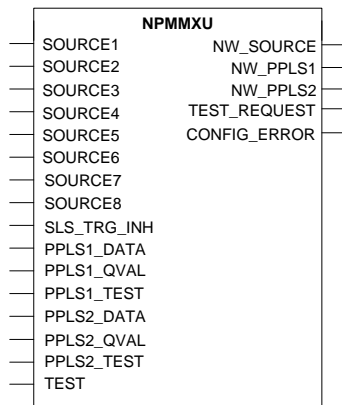 NPMMXU
SOURCE1 NW_SOURCE
SOURCE2 NW_PPLS1
SOURCE3 NW_PPLS2
SOURCE4 TEST_REQUEST
SOURCE5 CONFIG_ERROR
SOURCE6
SOURCE7
SOURCE8
SLS_TRG_INH
PPLS1_DATA
PPLS1_QVAL
PPLS1_TEST
PPLS2_DATA
PPLS2_QVAL
PPLS2_TEST
TEST